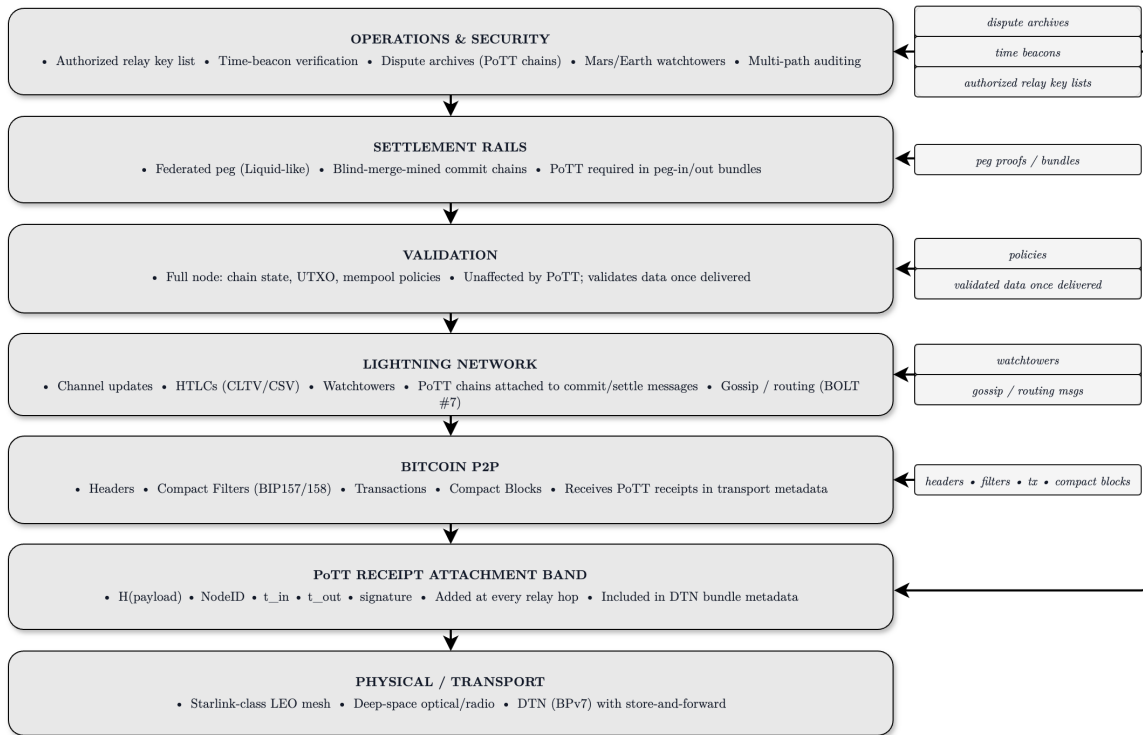 OPERATIONS & SECURITY
• Authorized relay key list • Time-beacon verification • Dispute archives (PoTT chains) • Mars/Earth watchtowers • Multi-path auditing
dispute archives
time beacons
authorized relay key lists
SETTLEMENT RAILS
• Federated peg (Liquid-like) • Blind-merge-mined commit chains • PoTT required in peg-in/out bundles
peg proofs / bundles
VALIDATION
• Full node: chain state, UTXO, mempool policies • Unaffected by PoTT; validates data once delivered
policies
validated data once delivered
LIGHTNING NETWORK
• Channel updates • HTLCs (CLTV/CSV) • Watchtowers • PoTT chains attached to commit/settle messages • Gossip / routing (BOLT
#7)
watchtowers
gossip / routing msgs
BITCOIN P2P
• Headers • Compact Filters (BIP157/158) • Transactions • Compact Blocks • Receives PoTT receipts in transport metadata
headers • filters • tx • compact blocks
PoTT RECEIPT ATTACHMENT BAND
• H(payload) • NodeID • t_in • t_out • signature • Added at every relay hop • Included in DTN bundle metadata
PHYSICAL / TRANSPORT
• Starlink-class LEO mesh • Deep-space optical/radio • DTN (BPv7) with store-and-forward